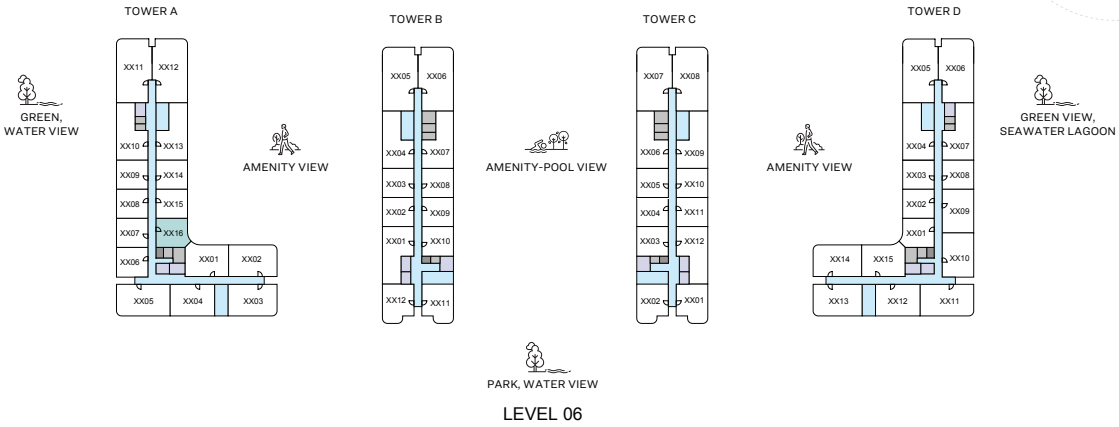 TOWER A
TOWER B
TOWER C
TOWER D
XX11 XX12
XX10 XX13
XX09 XX14
XX08 XX15
XX07 XX16
XX06 XX01 XX02
XX05 XX04 XX03
XX05 XX06
XX04 XX07
XX03 XX08
XX02 XX09
XX01 XX10
XX12 XX11
XX07 XX08
XX06 XX09
XX05 XX10
XX04 XX11
XX03 XX12
XX02 XX01
XX05 XX06
XX04 XX07
XX03 XX08
XX02 XX09
XX01
XX14 XX15 XX10
XX13 XX12 XX11
GREEN,
WATER VIEW
AMENITY VIEW
AMENITY-POOL VIEW
AMENITY VIEW
GREEN VIEW,
SEAWATER LAGOON
PARK, WATER VIEW
LEVEL 06